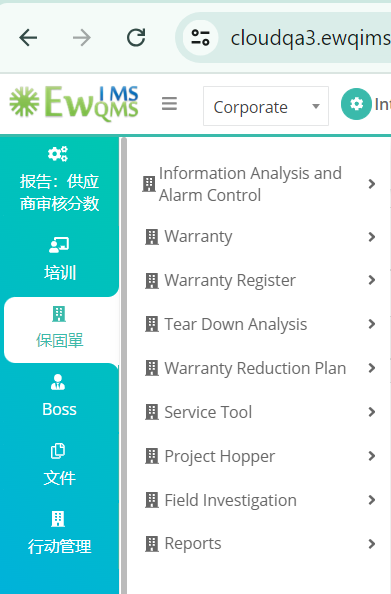 cloudqa3.ewqims
EwQMS IMS
Corporate
Int
报告：供应
商审核分数
培训
保固單
Boss
文件
行动管理
Information Analysis and
Alarm Control
Warranty
Warranty Register
Tear Down Analysis
Warranty Reduction Plan
Service Tool
Project Hopper
Field Investigation
Reports